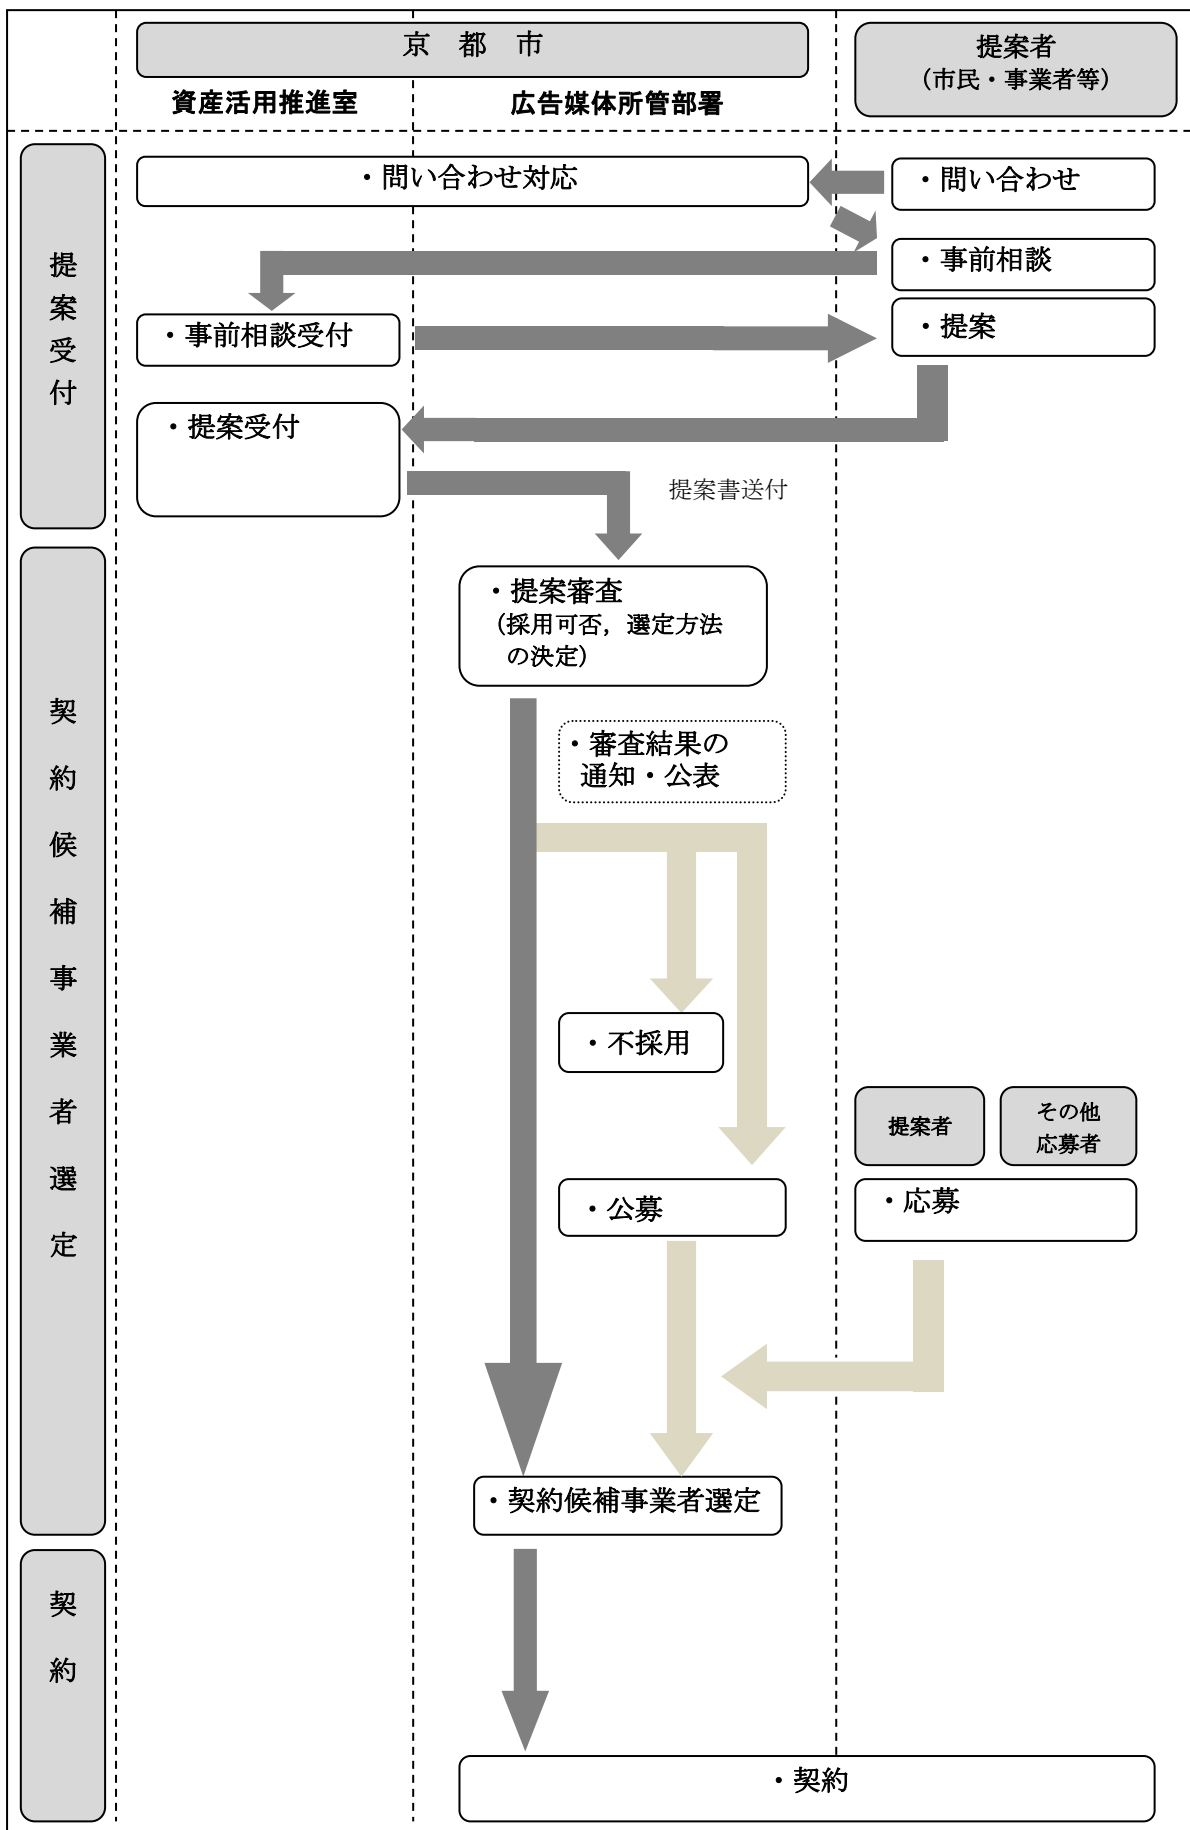 京 都 市
提案者
（市民・事業者等）
資産活用推進室
広告媒体所管部署
提案受付
・問い合わせ対応
・問い合わせ
・事前相談
・事前相談受付
・提案
・提案受付
提案書送付
契約候補事業者選定
・提案審査
（採用可否，選定方法
の決定）
・審査結果の
通知・公表
・不採用
提案者
その他
応募者
・公募
・応募
・契約候補事業者選定
契約
・契約